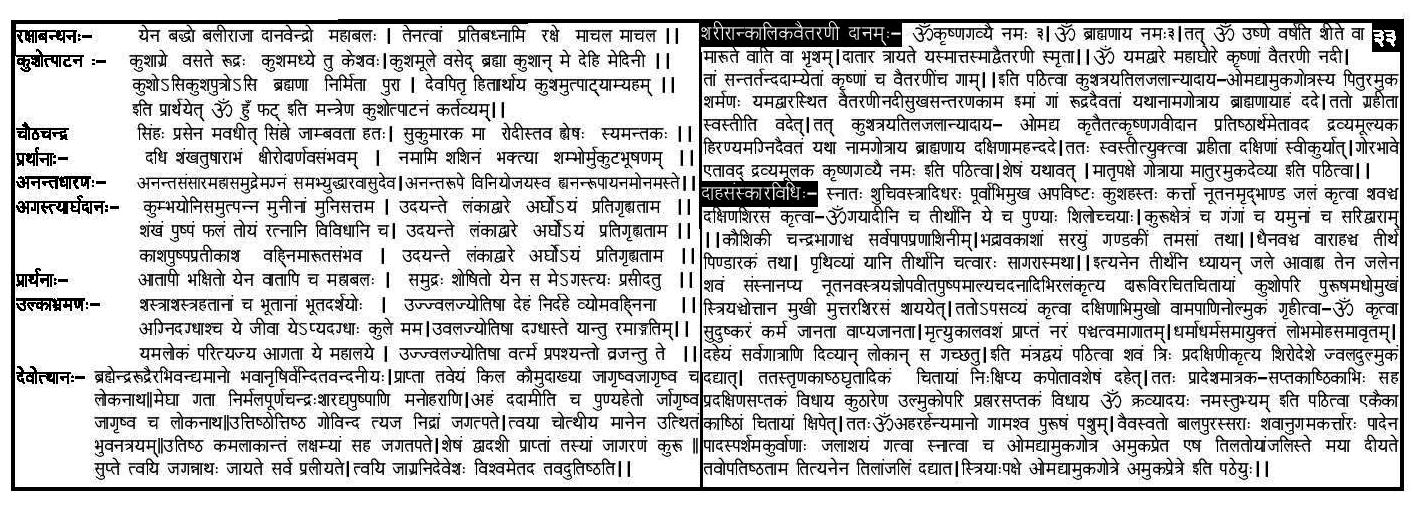 रक्षाबन्धनः– येन बद्धो बलीराजा दानवेन्द्रो महाबलः | तेनत्वां प्रतिबध्नामि रक्षे माचल माचल ||
कुशोत्पाटन ः– कुशाग्रे वसते रूद्रः कुशमध्ये तु केशवः|कुशमूले वसेद् ब्रह्मा कुशान् मे देहि मेदिनी
कुशोऽसिकुशपुत्रोऽसि ब्रह्मणा निर्मिता पुरा | देवपितृ हितार्थाय कुशमुत्पाट्याम्यहम् ||
इति प्रार्थयेत् ॐ हुँ फट् इति मन्त्रेण कुशोत्पाटनं कर्तव्यम्||
चौठचन्द्र सिंहः प्रसेन मवधीत् सिंहो जाम्बवता हतः| सुकुमारक मा रोदीस्तव ह्येषः स्यमन्तकः ||
प्रर्थानाः– दधि शंखतुषाराभं क्षीरोदार्णवसंभवम् | नमामि शशिनं भक्त्या शम्भोर्मुकुटभूषणम् ||
अनन्तधारणः– अनन्तसंसारमहासमुद्रेमग्नं समभ्युद्धारवासुदेव|अनन्तरूपे विनियोजयस्व ह्यनन्तरूपायनमोनमस्ते||
अगस्त्यार्घदानः– कुम्भयोनिसमुत्पन्न मुनीनां मुनिसत्तम | उदयन्ते लंकाद्वारे अर्घोऽयं प्रतिगृह्यताम ||
शंखं पुष्पं फलं तोयं रत्नानि विविधानि च| उदयन्ते लंकाद्वारे अर्घोऽयं प्रतिगृह्यताम ||
काशपुष्पप्रतीकाश वह्निमारूतसंभव | उदयन्ते लंकाद्वारे अर्घोऽयं प्रतिगृह्यताम ||
प्रार्थनाः– आतापी भक्षितो येन वातापि च महाबलः | समुद्रः शोषितो येन स मेऽगस्त्यः प्रसीदतु ||
उल्काभ्रमणः– शस्त्राशस्त्रहतानां च भूतानां भूतदर्शयोः | उज्ज्वलज्योतिषा देहं निर्दहे व्योमवह्निना ||
अग्निदग्धाश्च ये जीवा येऽप्यदग्धाः कुले मम|उवलज्योतिषा दग्धास्ते यान्तु रमाङ्गतिम्||
यमलोकं परित्यज्य आगता ये महालये | उज्ज्वलज्योतिषा वर्त्म प्रपश्यन्तो व्रजन्तु ते ||
देवोत्थानः– ब्रह्येन्द्ररूद्रैरभिवन्द्यमानो भवानृषिर्वन्दितवन्दनीयः|प्राप्ता तवेयं किल कौमुदाख्या जागृष्वजागृष्व च
लोकनाथ||मेघा गता निर्मलपूर्णचन्द्रःशरद्यपुष्पाणि मनोहराणि|अहं ददामीति च पुण्यहेतो र्जागृष्व
जागृष्व च लोकनाथ||उत्तिष्ठोत्तिष्ठ गोविन्द त्यज निद्रां जगत्पते|त्वया चोत्थीय मानेन उत्थितं
भुवनत्रयम्||उतिष्ठ कमलाकान्तं लक्षम्यां सह जगतपते|शेषं द्वादशी प्राप्तां तस्यां जागरणं कुरू ||
सुप्ते त्वयि जगन्नाथः जायते सर्व प्रलीयते|त्वयि जाग्रनिदेवेशः विश्वमेतद तवदुतिष्ठति||
शरीरान्कालिकवैतरणी दानम्ः– ॐकृष्णगव्यै नमः ३| ॐ ब्राह्मणाय नमः३|तत् ॐ उष्णे वर्षति शीते वा ३३
मारूते वाति वा भृशम्|दातार त्रायते यस्मात्तस्माद्वैतरणी स्मृता||ॐ यमद्वारे महाघोरे कृष्णां वैतरणी नदी|
तां सन्तर्तन्ददाम्येतां कृष्णां च वैतरणींच गाम्||इति पठित्वा कुशत्रयतिलजलान्यादाय–ओमद्यामुकगोत्रस्य पितुरमुक
शर्मणः यमद्वारस्थित वैतरणीनदीसुखसन्तरणकाम इमां गां रूद्रदैवतां यथानामगोत्राय ब्राह्मणायाहं ददे|ततो ग्रहीता
स्वस्तीति वदेत्|तत् कुशत्रयतिलजलान्यादाय– ओमद्य कृतैतत्कृष्णगवीदान प्रतिष्ठार्थमेतावद द्रव्यमूल्यक
हिरण्यमग्निदैवतं यथा नामगोत्राय ब्राह्मणाय दक्षिणामहन्ददे|ततः स्वस्तीत्युक्त्वा ग्रहीता दक्षिणां स्वीकुर्यात्|गोरभावे
एतावद् द्रव्यमूलक कृष्णगवयै नमः इति पठित्वा|शेषं यथावत् |मातृपक्षे गोत्राया मातुरमुकदेव्या इति पठित्वा||
दाहसंस्कारविधिः– स्नातः शुचिवस्त्रादिधरः पूर्वाभिमुख अपविष्टः कुशहस्तः कर्त्ता नूतनमृद्भाण्ड जलं कृत्वा शवञ्च
दक्षिणशिरसं कृत्वा–ॐगयादीनि च तीर्थानि ये च पुण्याः शिलोच्चयाः|कुरूक्षेत्रं च गंगां च यमुनां च सरिद्वराम्
||कौशिकी चन्द्रभागाञ्च सर्वपापप्रणाशिनीम्|भद्रावकाशां सरयुं गण्डकीं तमसां तथा||धैनवञ्च वाराहञ्च तीर्थ
पिण्डारकं तथा| पृथिव्यां यानि तीर्थानि चत्वारः सागरास्मथा||इत्यनेन तीर्थानि ध्यायन् जले आवाह्य तेन जलेन
शवं संस्नानप्य नूतनवस्त्रयज्ञोपवीतपुष्पमाल्यचदनादिभिरलंकृत्य दारूविरचितचितायां कुशोपरि पुरूषमधोमुखं
स्त्रियञ्चोत्तान मुखी मुत्तरशिरसं शाययेत्|ततोऽपसव्यं कृत्वा दक्षिणाभिमुखो वामपाणिनोल्मुकं गृहीत्वा–ॐ कृत्वा
सुदुष्करं कर्म जानता वाप्यजानता|मृत्युकालवशं प्राप्तं नरं पञ्चत्वमागतम्|धर्माधर्मसमायुक्तं लोभमोहसमावृतम्|
दहेयं सर्वगात्राणि दिव्यान् लोकान् स गच्छतु|इति मंत्रद्वयं पठित्वा शवं त्रिः प्रदक्षिणीकृत्य शिरोदेशे ज्वलदुल्मुकं
दद्यात्| ततस्तृणकाष्ठघृतादिकं चितायां निःक्षिप्य कपोतावशेषं दहेत्|ततः प्रादेशमात्रक–सप्तकाष्ठिकाभिः सह
प्रदक्षिणसप्तकं विधाय कुठारेण उल्मुकोपरि प्रहारसप्तकं विधाय ॐ क्रव्यादयः नमस्तुभ्यम् इति पठित्वा एकैका
काष्ष्ठिां चितायां क्षिपेत्|ततःॐअहरर्हन्यमानो गामश्व पुरूषं पशुम्|वैवस्वतो बालपुरस्सराः शवानुगमकर्त्तारः पादेन
पादस्पर्शमकुर्वाणाः जलाशयं गत्वा स्नात्वा च ओमद्यामुकगोत्र अमुकप्रेत एष तिलतोयांजलिस्ते मया दीयते
तवोपतिष्ठताम तित्यनेन तिलांजलिं दद्यात|स्त्रियाःपक्षे ओमद्यामुकगोत्रे अमुकप्रेत्रे इति पठेयुः||